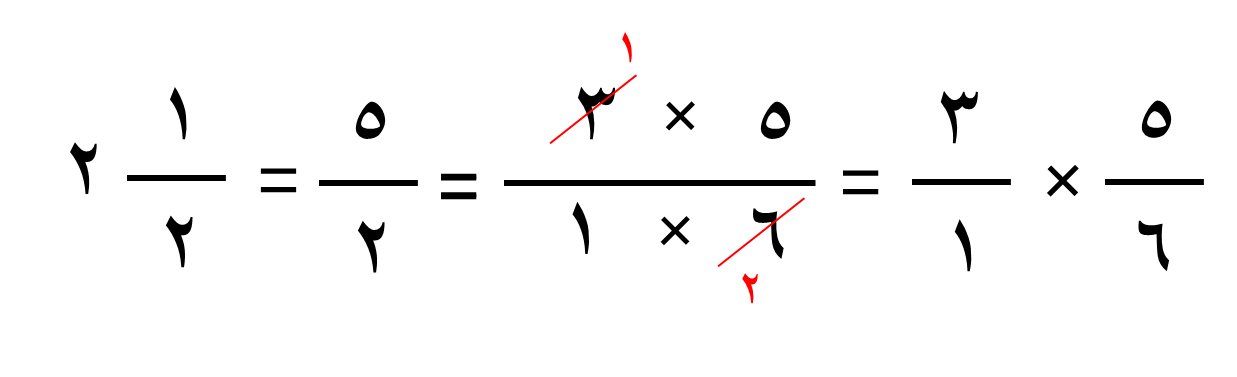 ١
٥ ٣ ٥ × ٣ ٥ ١
× = = = ٢
٦ ١ ٦ × ١ ٢ ٢
٢